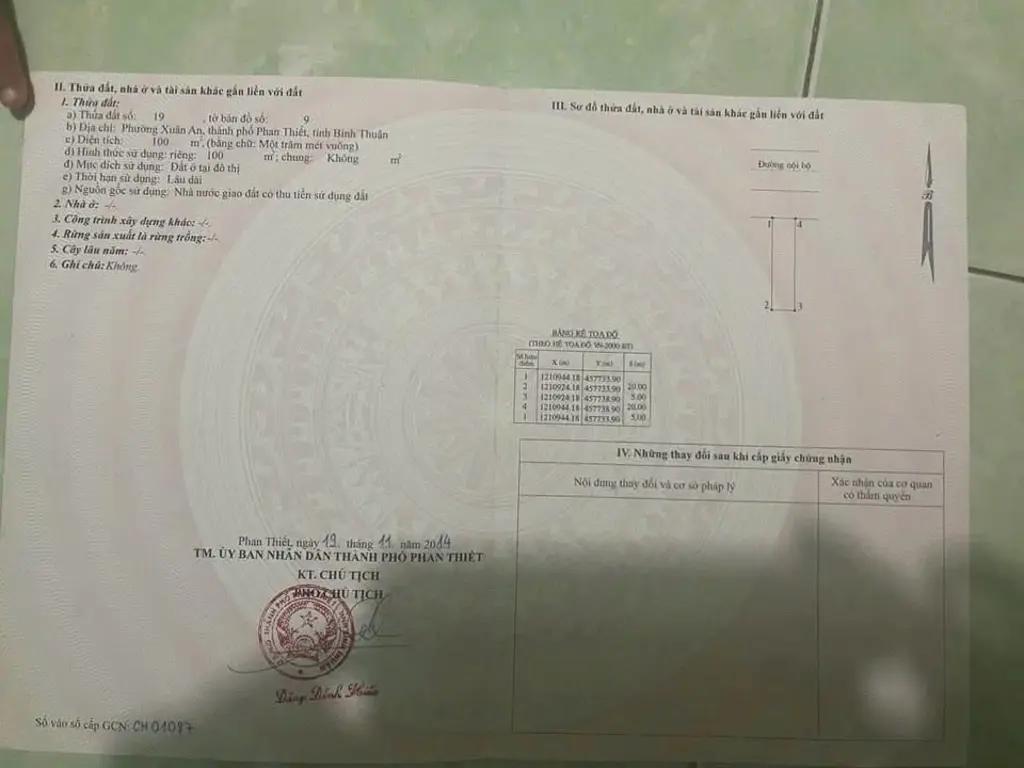 II. Thửa đất, nhà ở và tài sản khác gắn liền với đất
1. Thửa đất:
a) Thửa đất số: 19 , tờ bản đồ số: 9
b) Địa chỉ: Phường Xuân An, thành phố Phan Thiết, tỉnh Bình Thuận
c) Diện tích: 100 m², (bằng chữ: Một trăm mét vuông)
d) Hình thức sử dụng: riêng: 100 m²; chung: Không m²
đ) Mục đích sử dụng: Đất ở tại đô thị
e) Thời hạn sử dụng: Lâu dài
g) Nguồn gốc sử dụng: Nhà nước giao đất có thu tiền sử dụng đất
2. Nhà ở: -/-
3. Công trình xây dựng khác: -/-
4. Rừng sản xuất là rừng trồng: -/-
5. Cây lâu năm: -/-
6. Ghi chú: Không
Phan Thiết, ngày 19 tháng 11 năm 2014
TM. ỦY BAN NHÂN DÂN THÀNH PHỐ PHAN THIẾT
KT. CHỦ TỊCH
PHÓ CHỦ TỊCH
Số vào sổ cấp GCN: CH01097
III. Sơ đồ thửa đất, nhà ở và tài sản khác gắn liền với đất
Đường nội bộ
B
1 4
2 3
BẢNG KÊ TOẠ ĐỘ
(THEO HỆ TOẠ ĐỘ VN-2000 BT)
Số hiệu điểm X (m) Y (m) S (m)
1 1210944.18 457733.90
20.00
2 1210924.18 457733.90
5.00
3 1210924.18 457738.90
20.00
4 1210944.18 457738.90
5.00
1 1210944.18 457733.90
IV. Những thay đổi sau khi cấp giấy chứng nhận
Nội dung thay đổi và cơ sở pháp lý
Xác nhận của cơ quan
có thẩm quyền